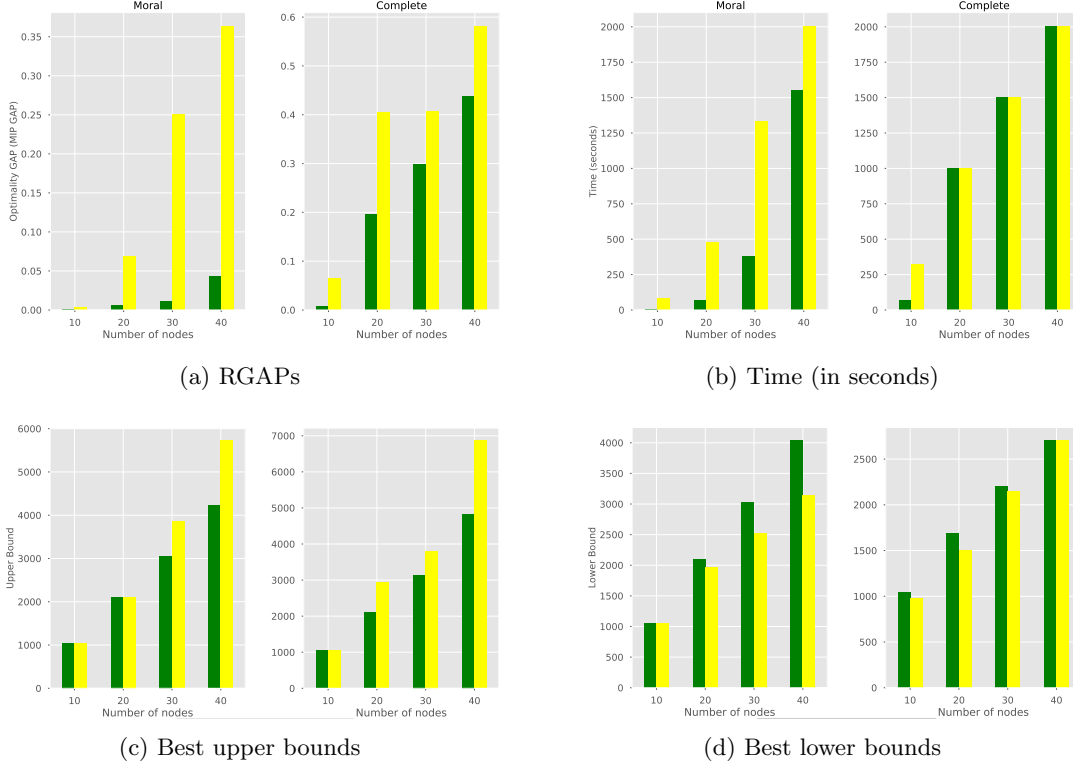 Moral
Complete
Optimality GAP (MIP GAP)
0.35
0.30
0.25
0.20
0.15
0.10
0.05
0.00
10 20 30 40
Number of nodes
0.6
0.5
0.4
0.3
0.2
0.1
0.0
10 20 30 40
Number of nodes
(a) RGAPs
Moral
Complete
Time (seconds)
2000
1750
1500
1250
1000
750
500
250
0
10 20 30 40
Number of nodes
2000
1750
1500
1250
1000
750
500
250
0
10 20 30 40
Number of nodes
(b) Time (in seconds)
Upper Bound
6000
5000
4000
3000
2000
1000
0
10 20 30 40
Number of nodes
7000
6000
5000
4000
3000
2000
1000
0
10 20 30 40
Number of nodes
(c) Best upper bounds
Lower Bound
4000
3500
3000
2500
2000
1500
1000
500
0
10 20 30 40
Number of nodes
2500
2000
1500
1000
500
0
10 20 30 40
Number of nodes
(d) Best lower bounds